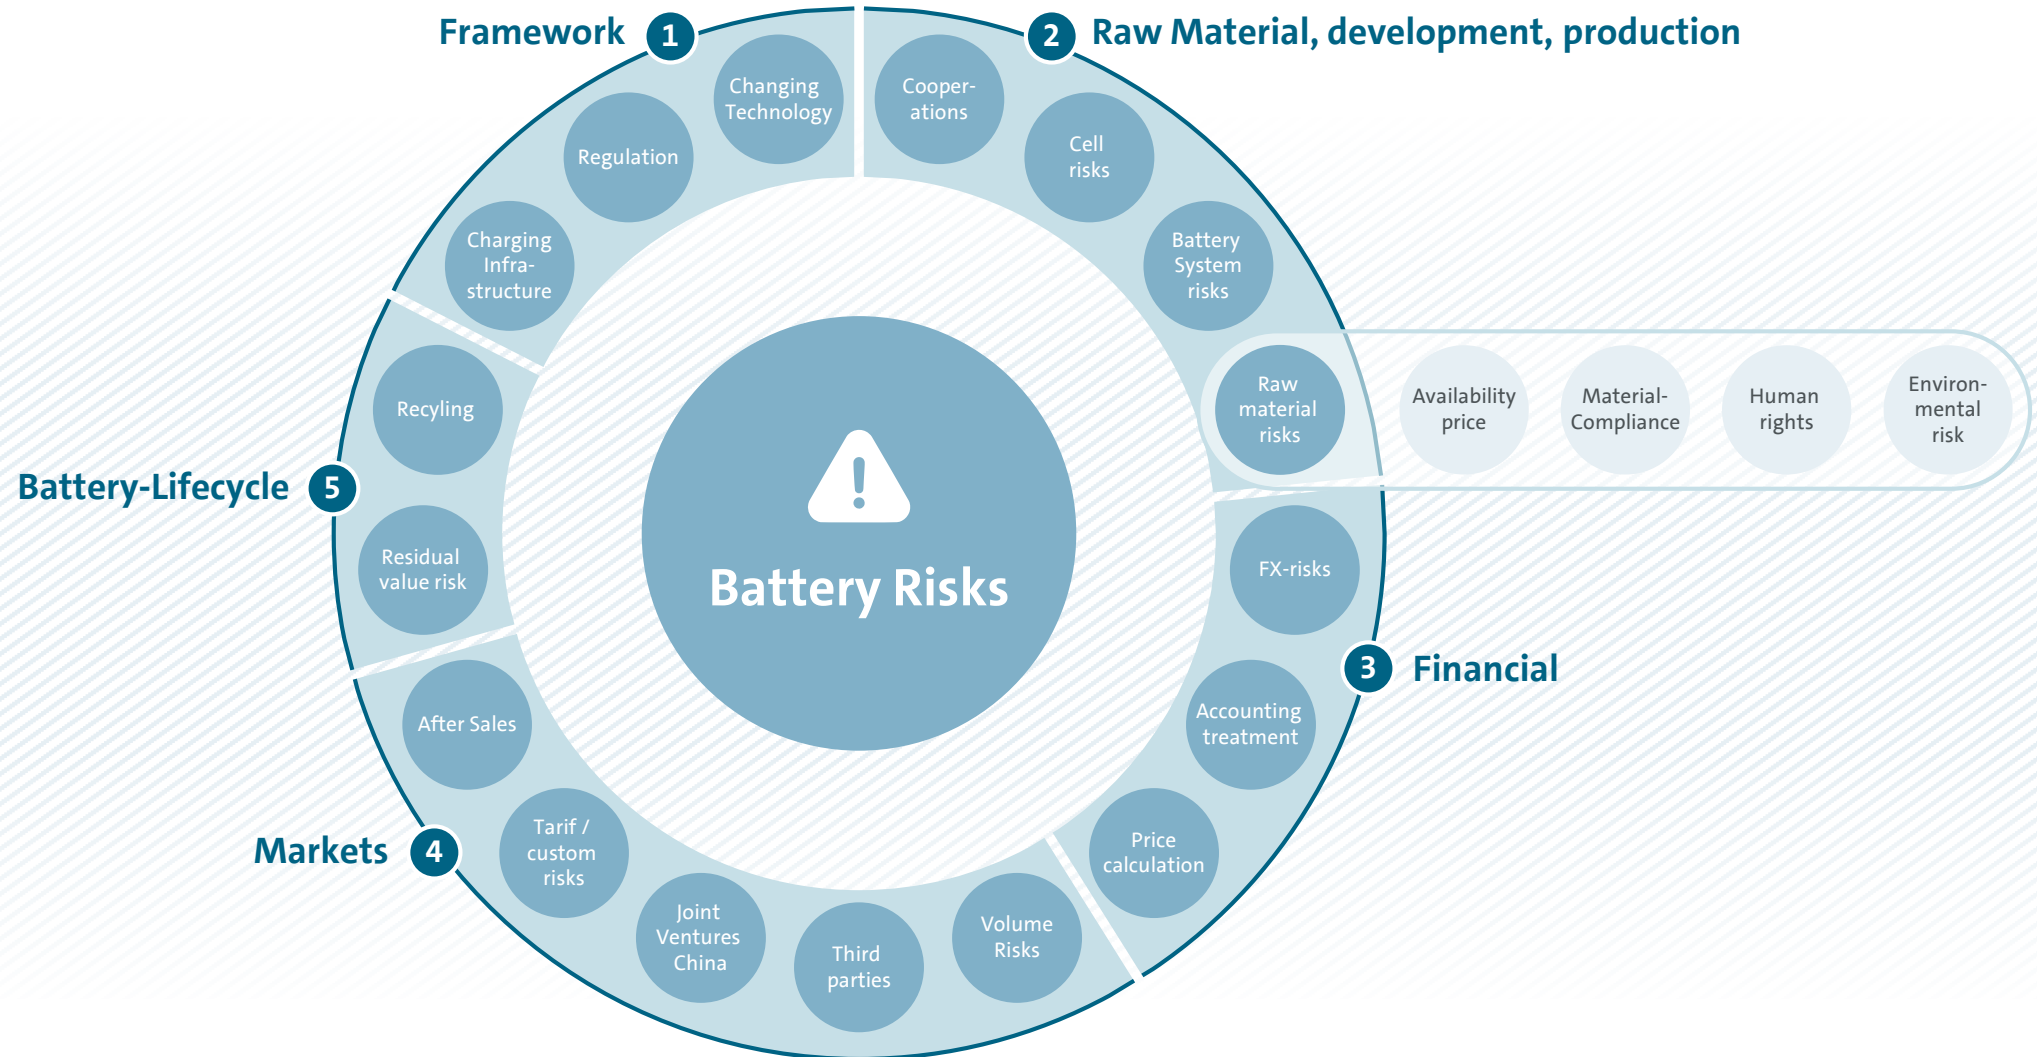 Framework 1
Changing
Technology
Regulation
Charging
Infra-
structure
2 Raw Material, development, production
Cooper-
ations
Cell
risks
Battery
System
risks
Raw
material
risks
Availability
price
Material-
Compliance
Human
rights
Environ-
mental
risk
3 Financial
FX-risks
Accounting
treatment
Price
calculation
Markets 4
Volume
Risks
Third
parties
Joint
Ventures
China
Tarif /
custom
risks
After Sales
Battery-Lifecycle 5
Residual
value risk
Recyling
!
Battery Risks